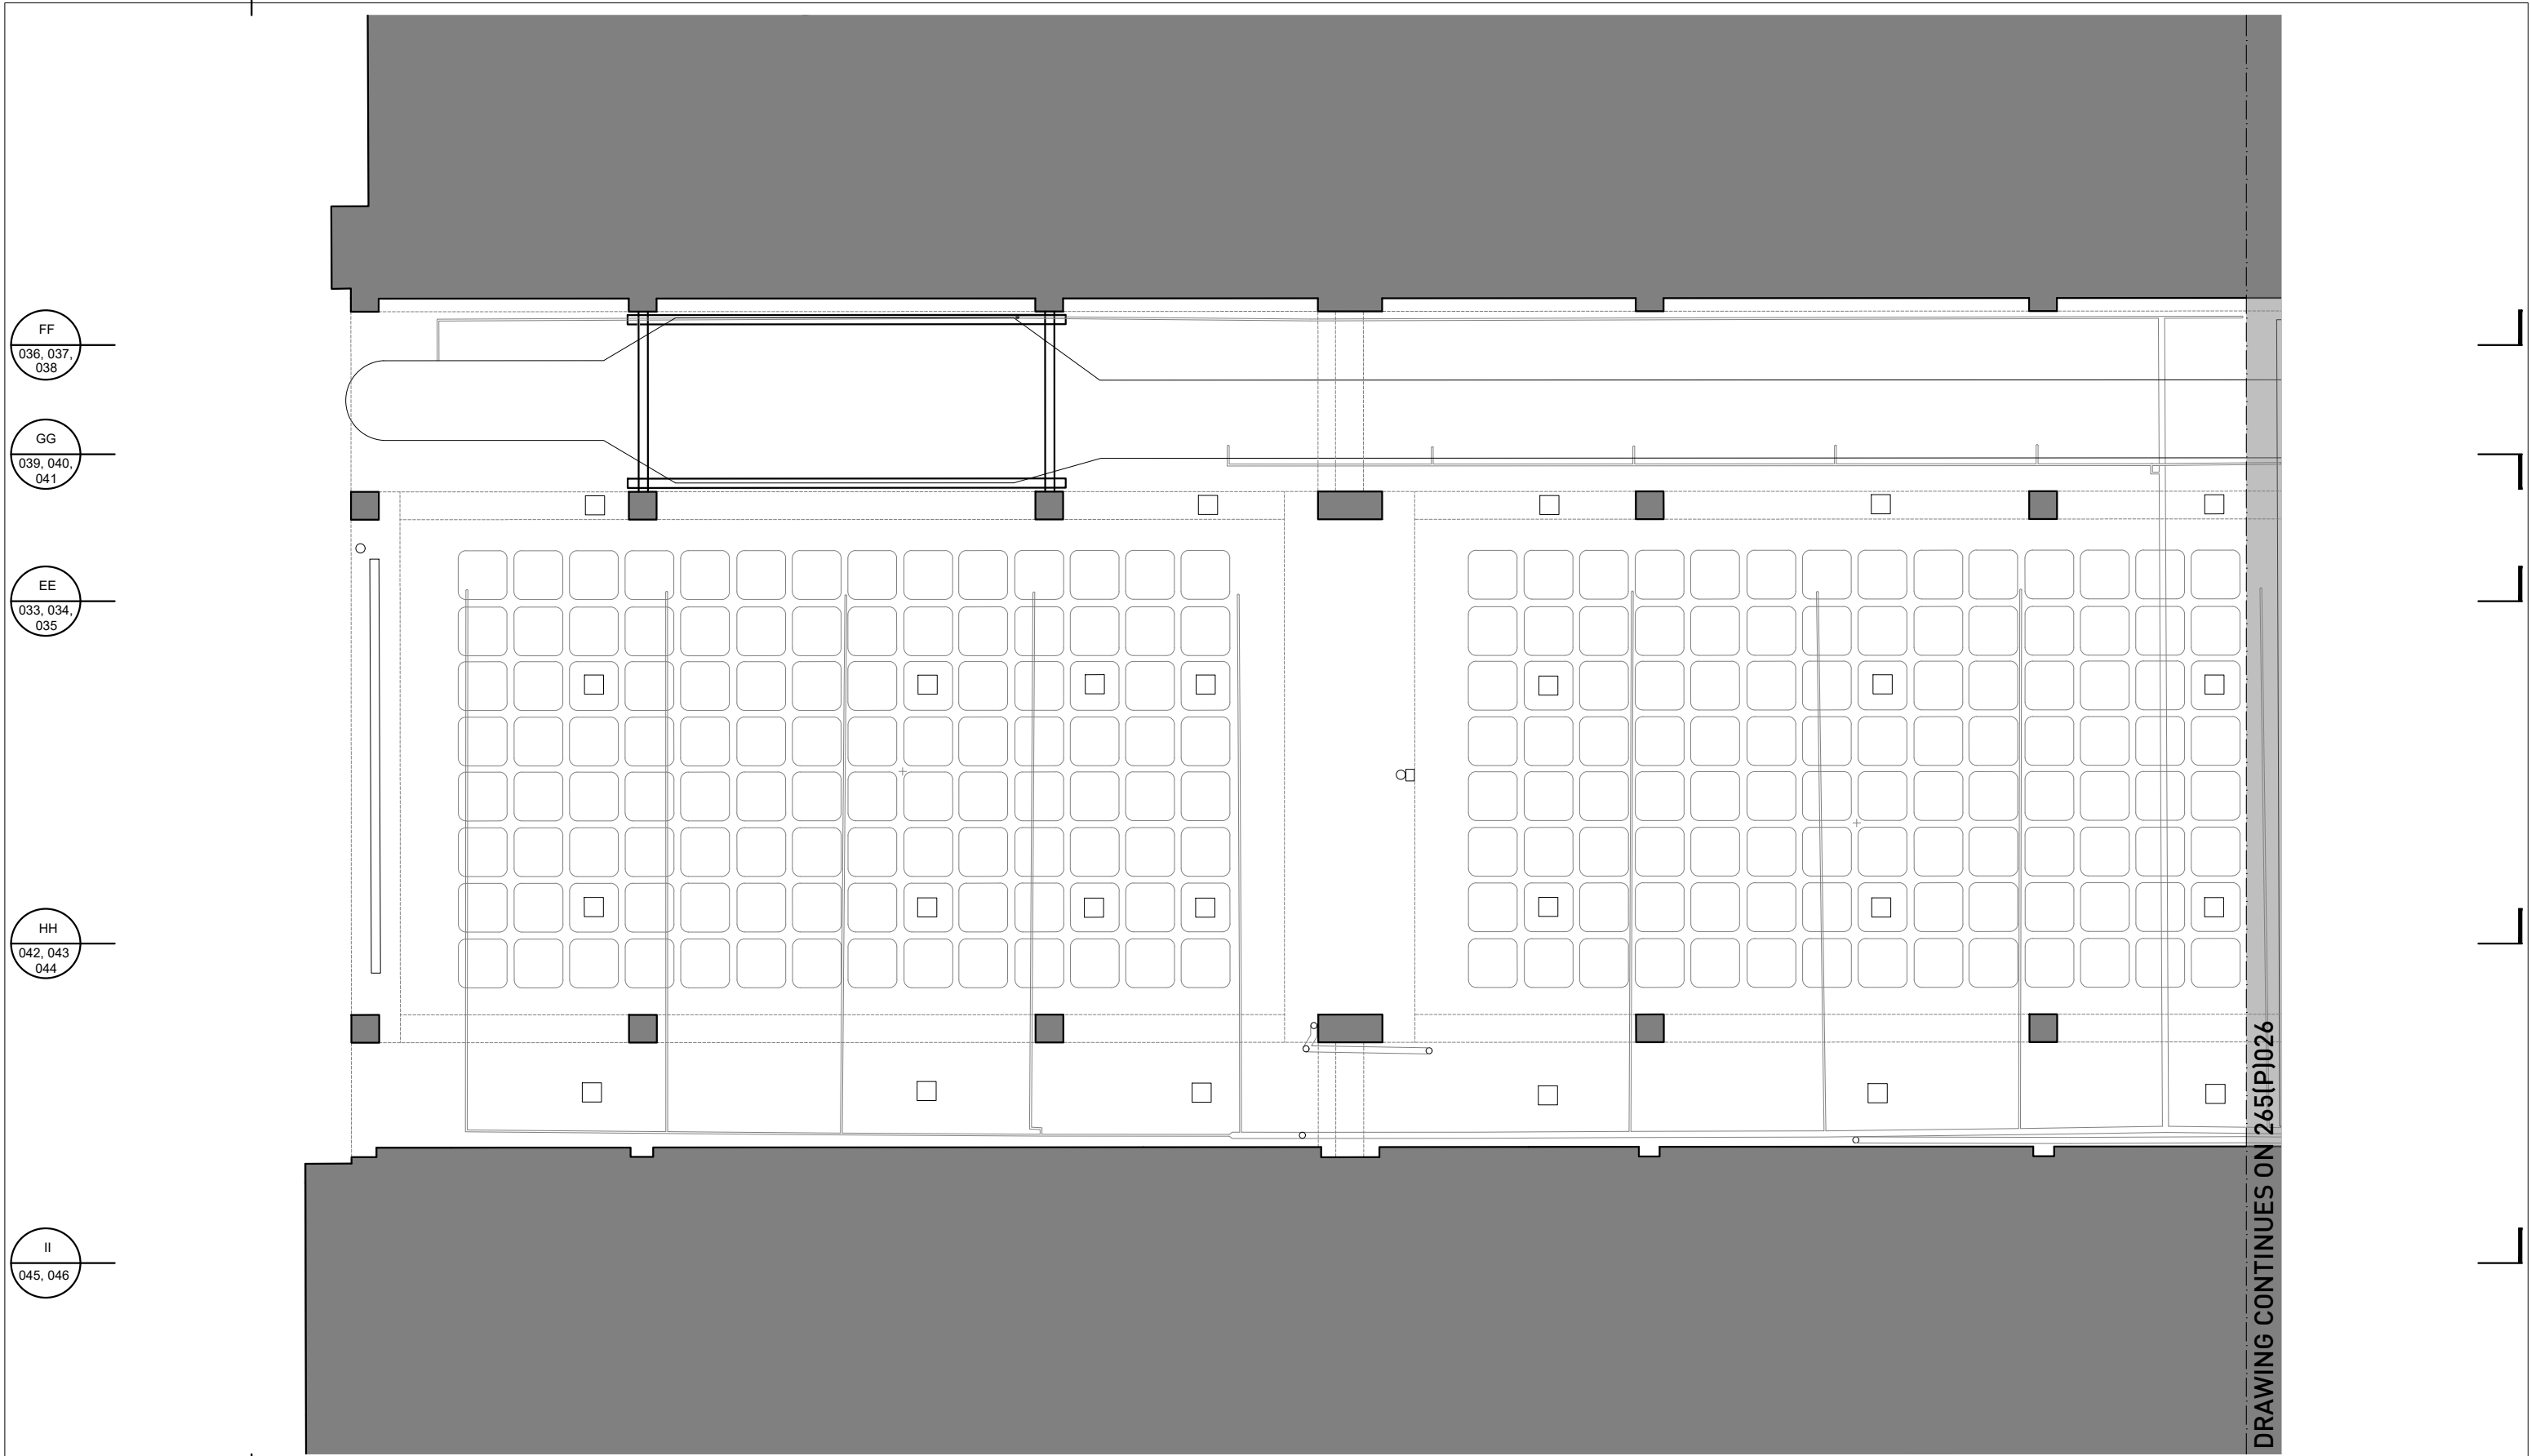 FF
036, 037,
038
GG
039, 040,
041
EE
033, 034,
035
HH
042, 043
044
II
045, 046
DRAWING CONTINUES ON 265(P)026